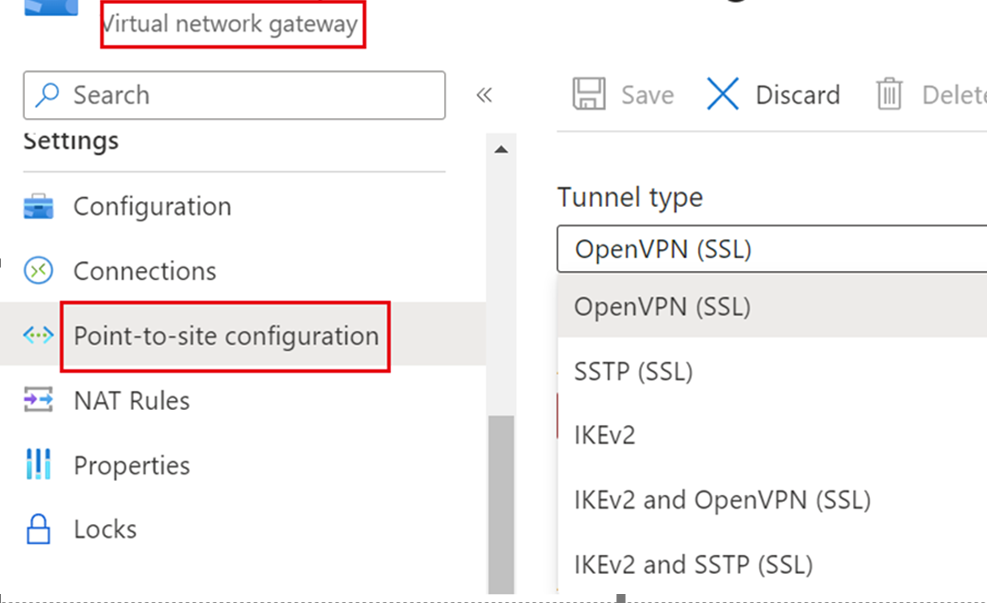 Virtual network gateway
Search
«
Save
Discard
Settings
Configuration
Connections
Point-to-site configuration
NAT Rules
Properties
Locks
Tunnel type
OpenVPN (SSL)
OpenVPN (SSL)
SSTP (SSL)
IKEv2
IKEv2 and OpenVPN (SSL)
IKEv2 and SSTP (SSL)